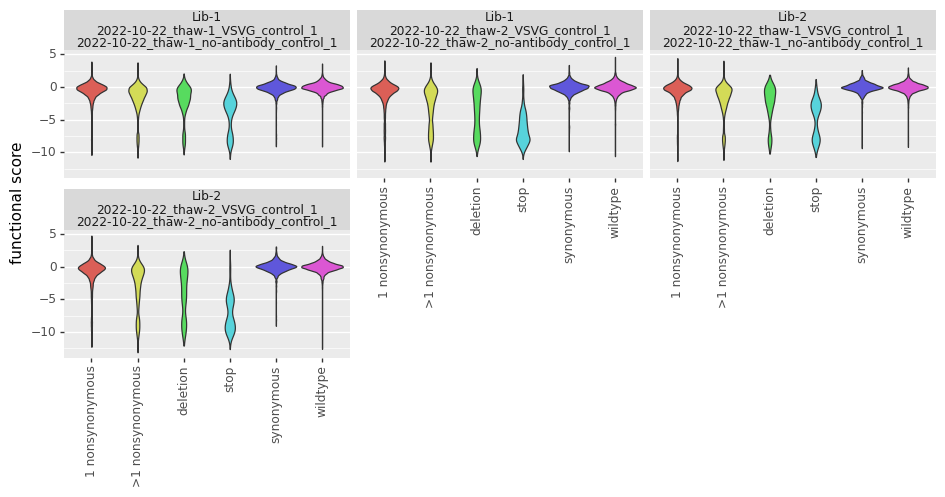 Lib-1
2022-10-22_thaw-1_VSVG_control_1
2022-10-22_thaw-1_no-antibody_control_1
Lib-1
2022-10-22_thaw-2_VSVG_control_1
2022-10-22_thaw-2_no-antibody_control_1
Lib-2
2022-10-22_thaw-1_VSVG_control_1
2022-10-22_thaw-1_no-antibody_control_1
5
0
−5
−10
1 nonsynonymous
>1 nonsynonymous
deletion
stop
synonymous
wildtype
1 nonsynonymous
>1 nonsynonymous
deletion
stop
synonymous
wildtype
functional score
Lib-2
2022-10-22_thaw-2_VSVG_control_1
2022-10-22_thaw-2_no-antibody_control_1
5
0
−5
−10
1 nonsynonymous
>1 nonsynonymous
deletion
stop
synonymous
wildtype